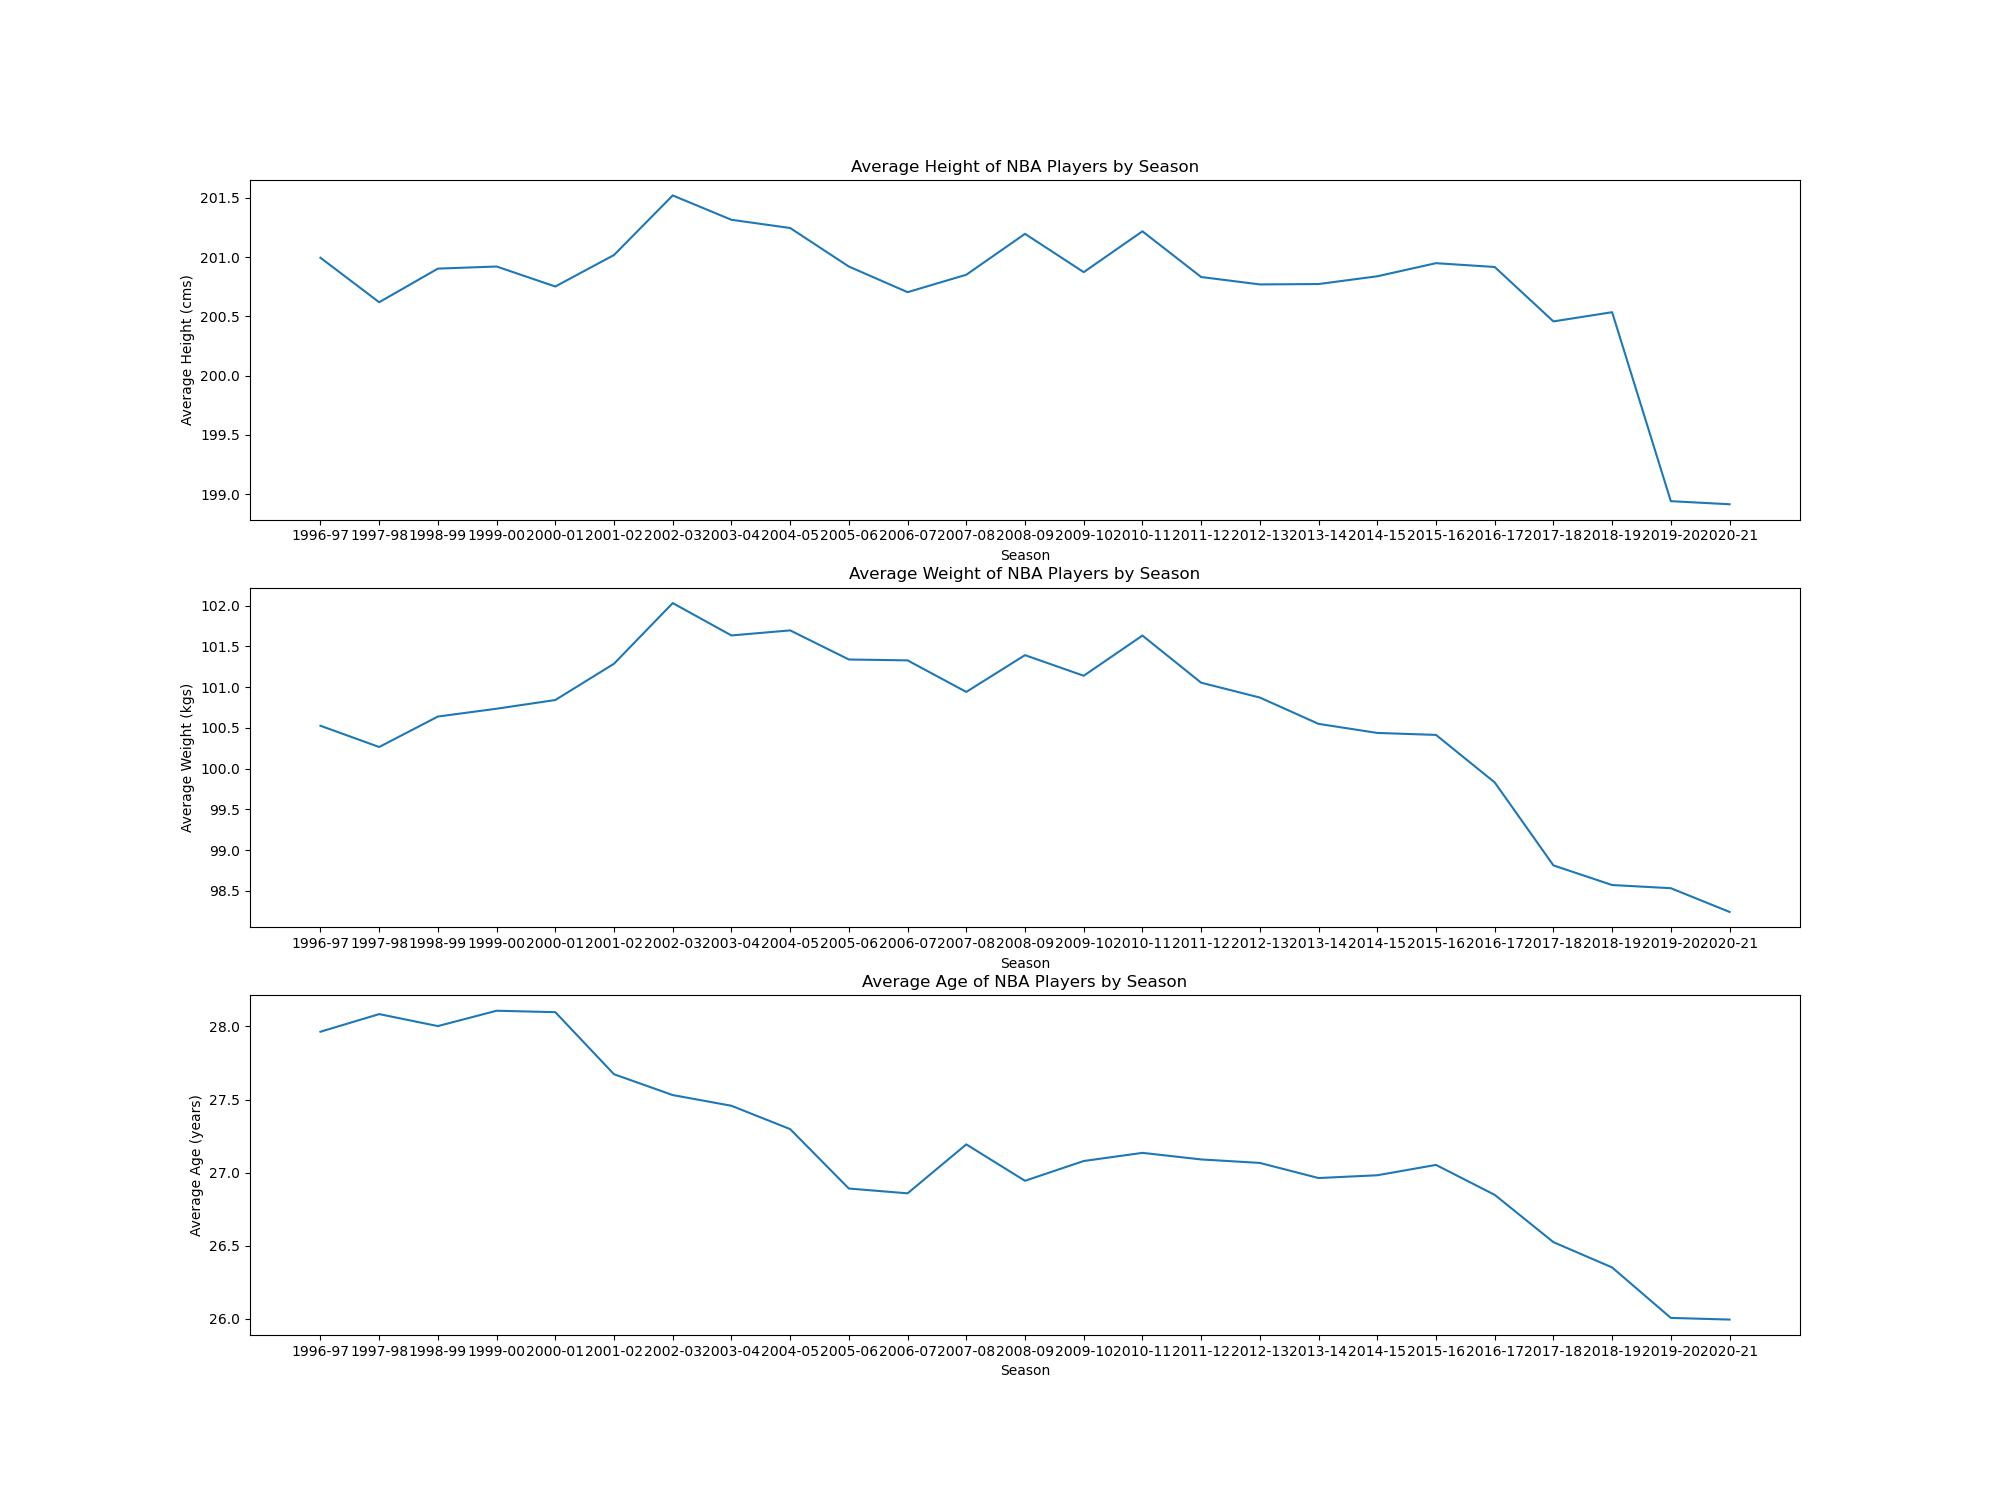 Average Height of NBA Players by Season
Average Height (cms)
201.5
201.0
200.5
200.0
199.5
199.0
1996-97 1997-98 1998-99 1999-00 2000-01 2001-02 2002-03 2003-04 2004-05 2005-06 2006-07 2007-08 2008-09 2009-10 2010-11 2011-12 2012-13 2013-14 2014-15 2015-16 2016-17 2017-18 2018-19 2019-20 2020-21
Season
Average Weight of NBA Players by Season
Average Weight (kgs)
102.0
101.5
101.0
100.5
100.0
99.5
99.0
98.5
1996-97 1997-98 1998-99 1999-00 2000-01 2001-02 2002-03 2003-04 2004-05 2005-06 2006-07 2007-08 2008-09 2009-10 2010-11 2011-12 2012-13 2013-14 2014-15 2015-16 2016-17 2017-18 2018-19 2019-20 2020-21
Season
Average Age of NBA Players by Season
Average Age (years)
28.0
27.5
27.0
26.5
26.0
1996-97 1997-98 1998-99 1999-00 2000-01 2001-02 2002-03 2003-04 2004-05 2005-06 2006-07 2007-08 2008-09 2009-10 2010-11 2011-12 2012-13 2013-14 2014-15 2015-16 2016-17 2017-18 2018-19 2019-20 2020-21
Season